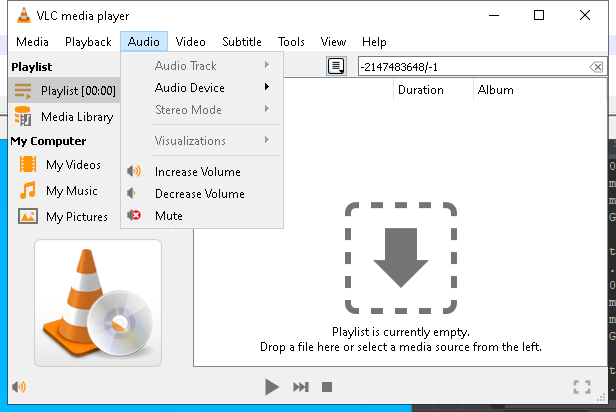 VLC media player
Media Playback Audio Video Subtitle Tools View Help
Playlist
Playlist [00:00]
Media Library
My Computer
My Videos
My Music
My Pictures
Audio Track
Audio Device
Stereo Mode
Visualizations
Increase Volume
Decrease Volume
Mute
-2147483648/-1
Duration Album
Playlist is currently empty.
Drop a file here or select a media source from the left.